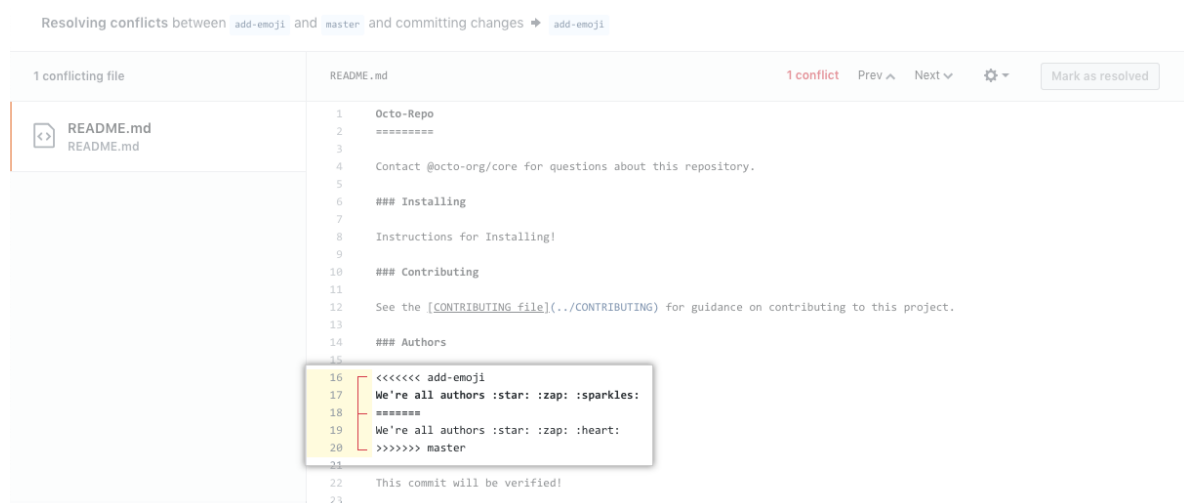 Resolving conflicts between add-emoji and master and committing changes → add-emoji
1 conflicting file
README.md
README.md
README.md 1 conflict Prev Next Mark as resolved
1 Octo-Repo
2 =========
3
4 Contact @octo-org/core for questions about this repository.
5
6 ### Installing
7
8 Instructions for Installing!
9
10 ### Contributing
11
12 See the [CONTRIBUTING file](../CONTRIBUTING) for guidance on contributing to this project.
13
14 ### Authors
15
16 <<<<<<< add-emoji
17 We're all authors :star: :zap: :sparkles:
18 =======
19 We're all authors :star: :zap: :heart:
20 >>>>>>> master
21
22 This commit will be verified!
23